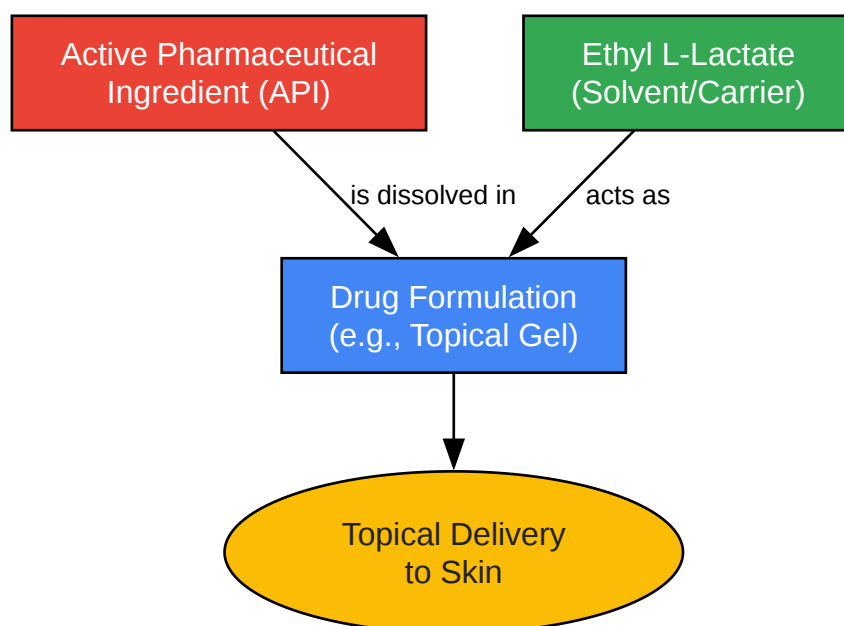 Active Pharmaceutical
Ingredient (API)
Ethyl L-Lactate
(Solvent/Carrier)
is dissolved in
acts as
Drug Formulation
(e.g., Topical Gel)
Topical Delivery
to Skin